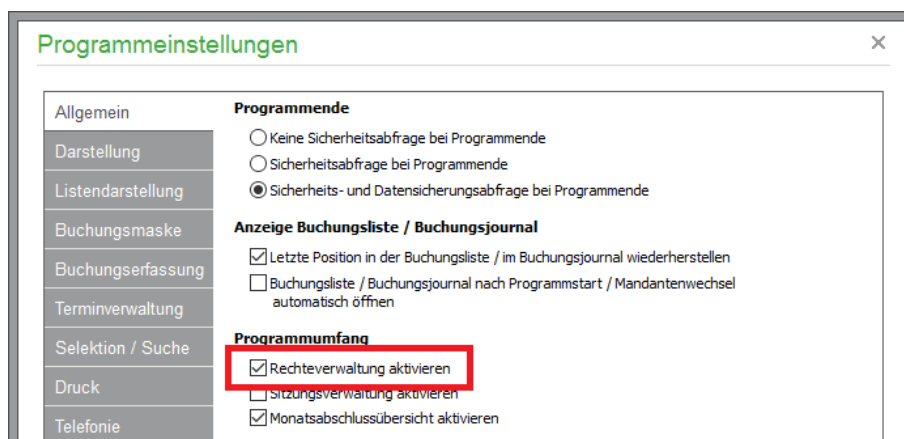 Programmeinstellungen
Allgemein
Darstellung
Listendarstellung
Buchungsmaske
Buchungserfassung
Terminverwaltung
Selektion / Suche
Druck
Telefonie
Programmende
Keine Sicherheitsabfrage bei Programmende
Sicherheitsabfrage bei Programmende
Sicherheits- und Datensicherungsabfrage bei Programmende
Anzeige Buchungsliste / Buchungsjournal
Letzte Position in der Buchungsliste / im Buchungsjournal wiederherstellen
Buchungsliste / Buchungsjournal nach Programmstart / Mandantenwechsel
automatisch öffnen
Programmumfang
Rechteverwaltung aktivieren
Sitzungsverwaltung aktivieren
Monatsabschlussübersicht aktivieren